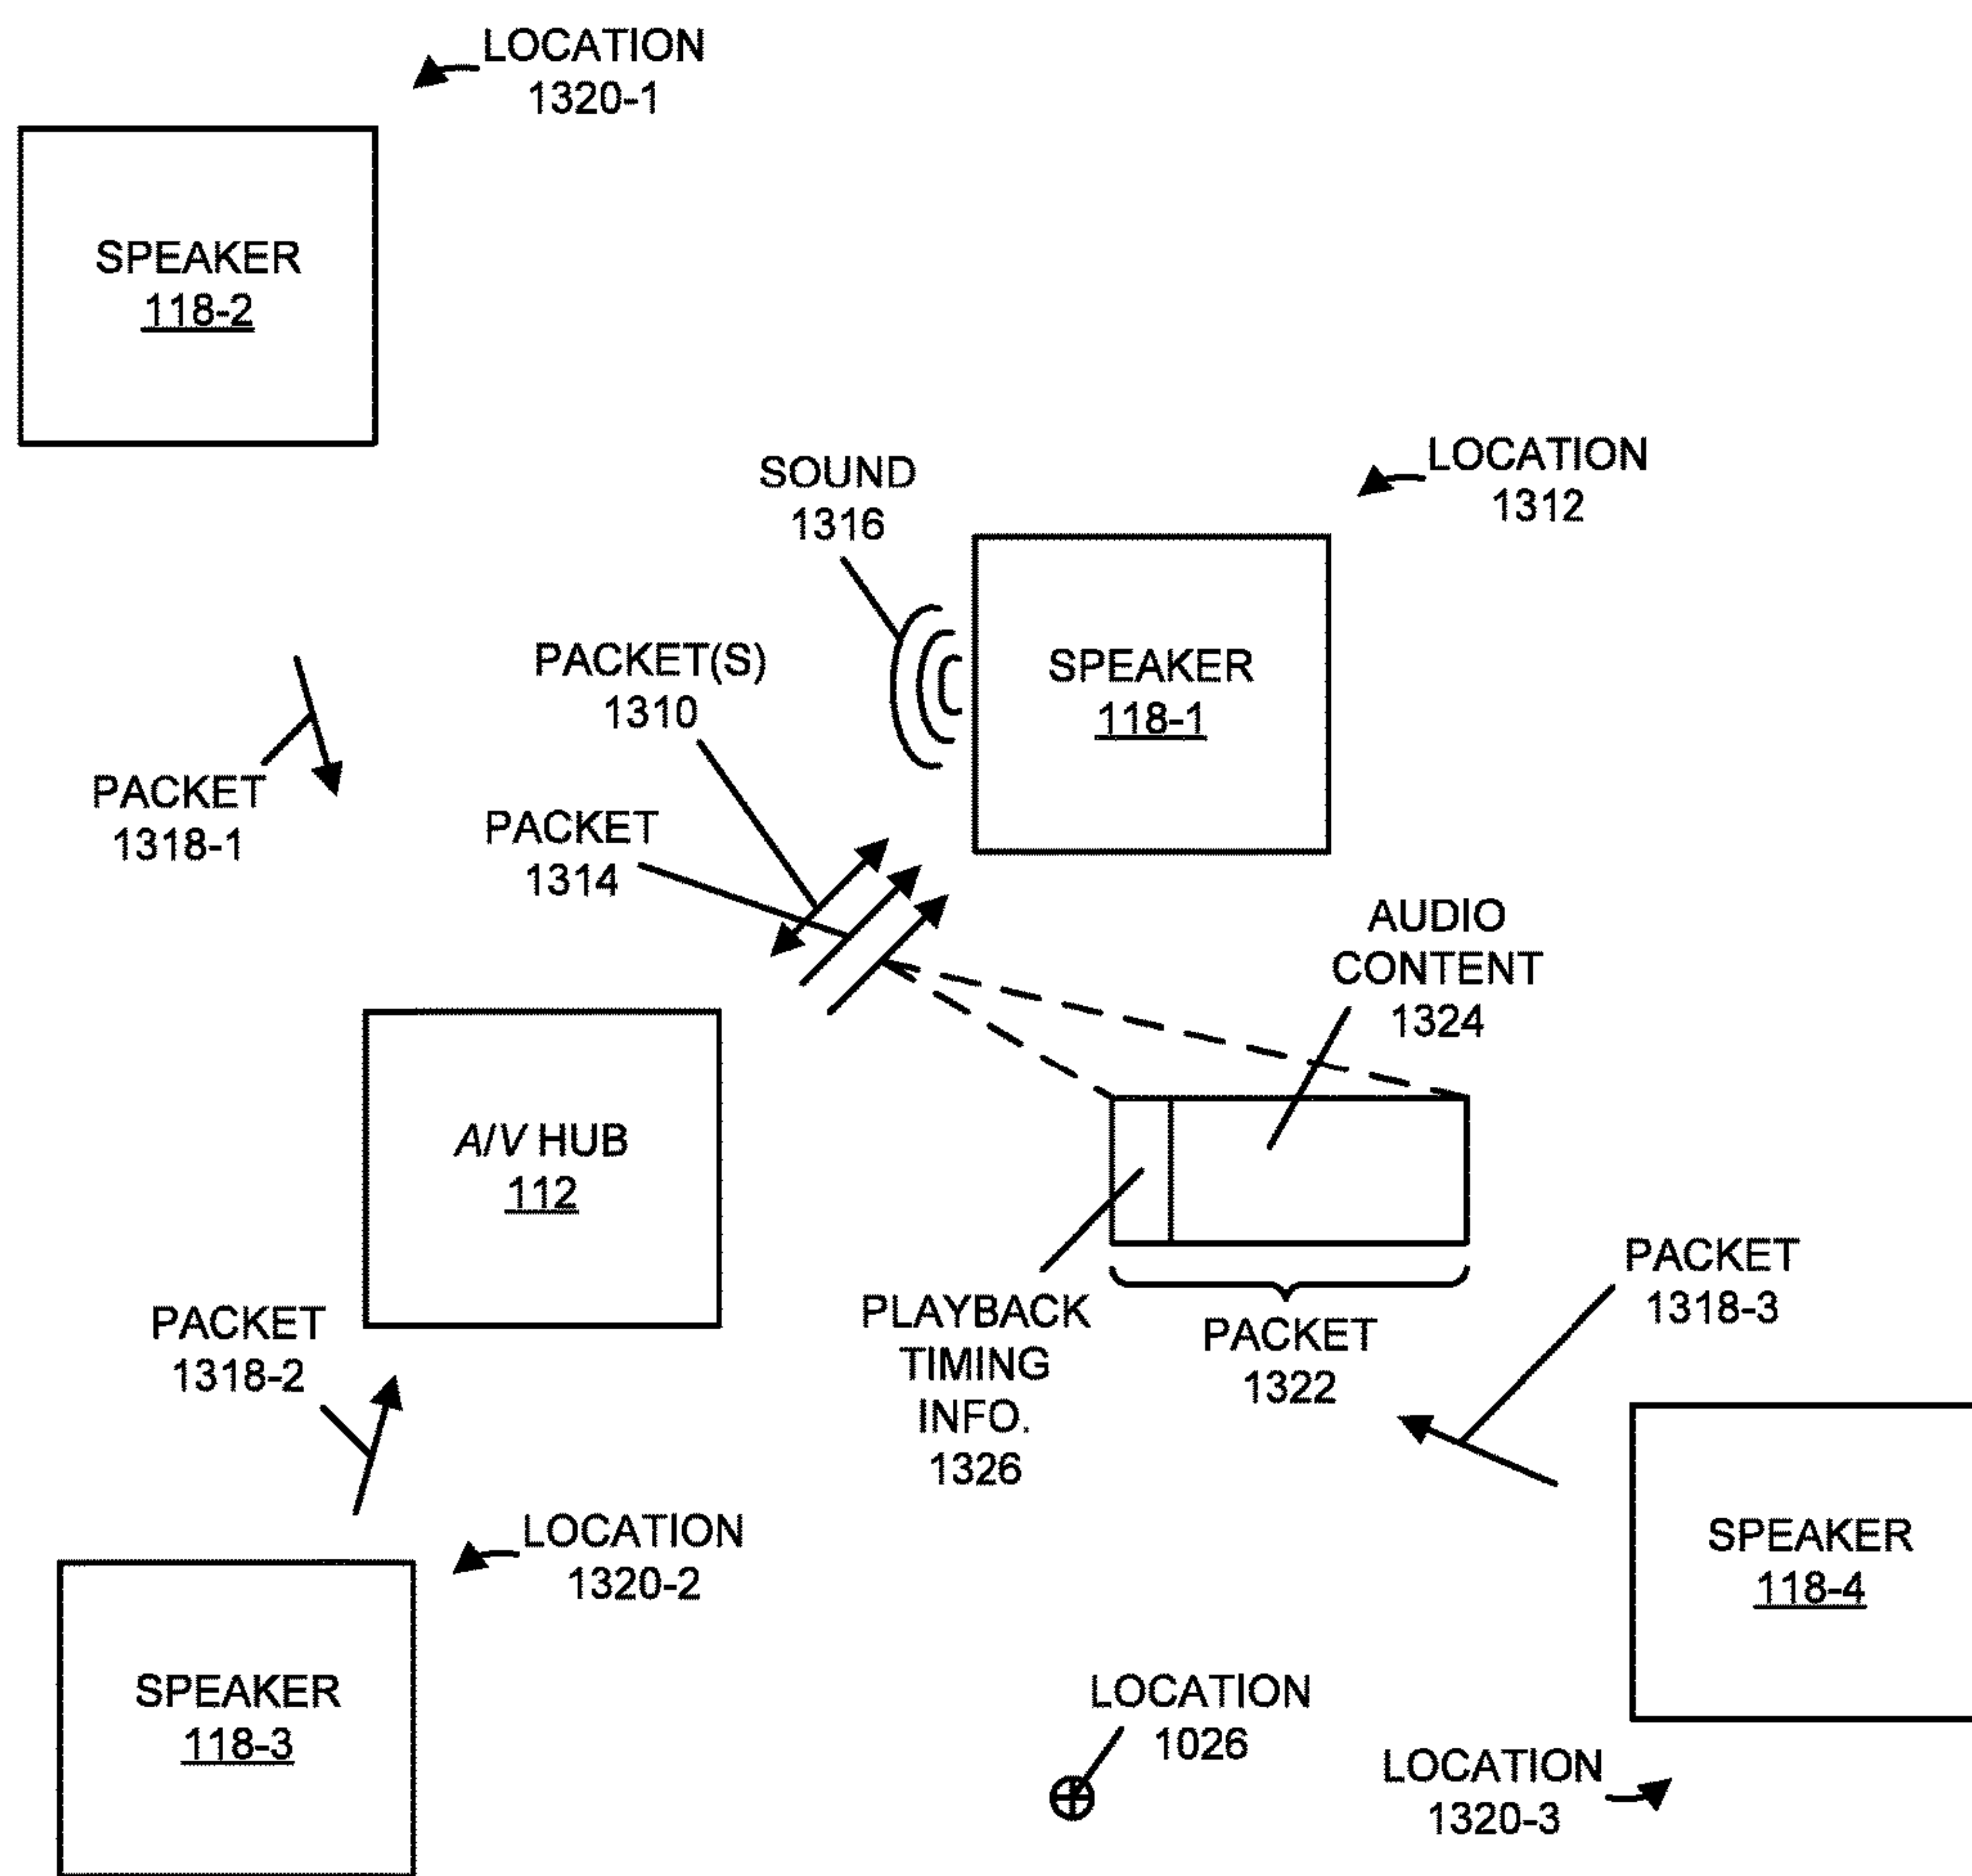 LOCATION
1320-1
SPEAKER
118-2
LOCATION
1312
SOUND
1316
PACKET(S)
1310
SPEAKER
118-1
PACKET
1318-1
PACKET
1314
AUDIO
CONTENT
1324
A/V HUB
112
PACKET
1318-2
PLAYBACK
TIMING
INFO.
1326
PACKET
1322
PACKET
1318-3
LOCATION
1320-2
SPEAKER
118-4
SPEAKER
118-3
LOCATION
1026
LOCATION
1320-3